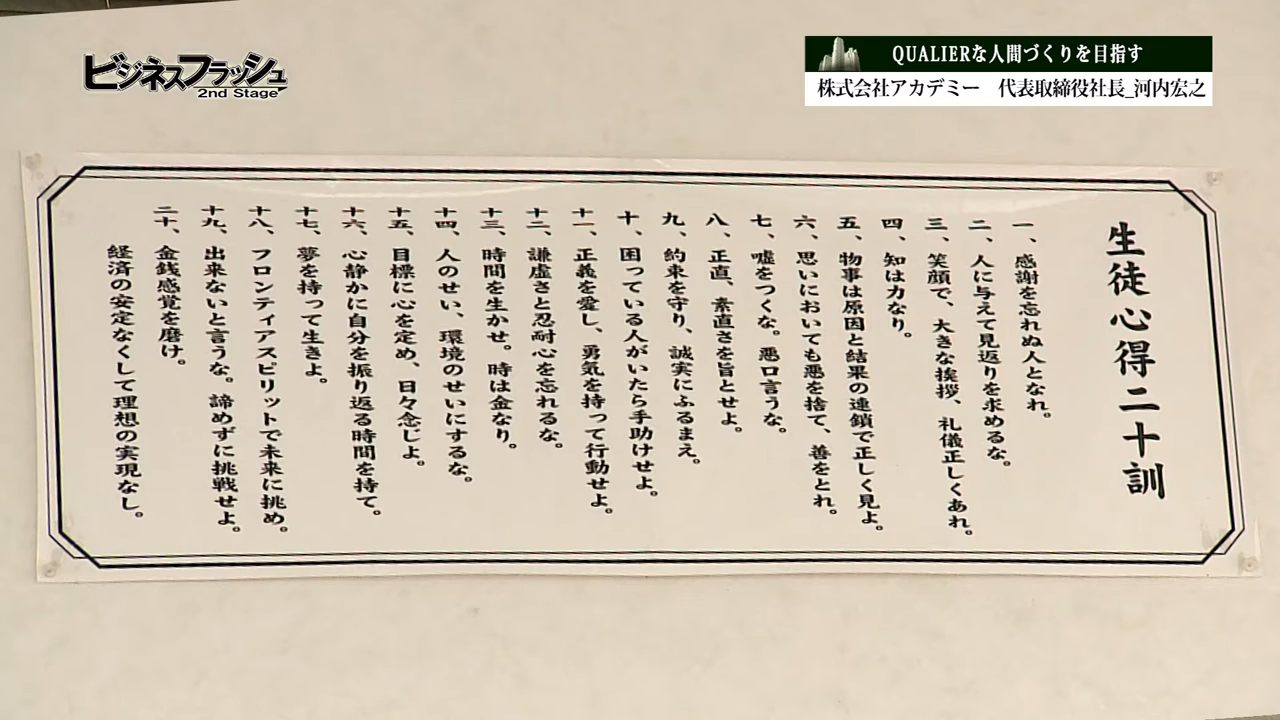 ビジネスフラッシュ
2nd Stage
QUALIERな人間づくりを目指す
株式会社アカデミー 代表取締役社長_河内宏之
生徒心得二十訓
一、感謝を忘れぬ人となれ。
二、人に与えて見返りを求めるな。
三、笑顔で、大きな挨拶、礼儀正しくあれ。
四、知は力なり。
五、物事は原因と結果の連鎖で正しく見よ。
六、思いにおいても悪を捨て、善をとれ。
七、嘘をつくな。悪口言うな。
八、正直、素直さを旨とせよ。
九、約束を守り、誠実にふるまえ。
十、困っている人がいたら手助けせよ。
十一、正義を愛し、勇気を持って行動せよ。
十二、謙虚さと忍耐心を忘れるな。
十三、時間を生かせ。時は金なり。
十四、人のせい、環境のせいにするな。
十五、目標に心を定め、日々念じよ。
十六、心静かに自分を振り返る時間を持て。
十七、夢を持って生きよ。
十八、フロンティアスピリットで未来に挑め。
十九、出来ないと言うな。諦めずに挑戦せよ。
二十、金銭感覚を磨け。
経済の安定なくして理想の実現なし。